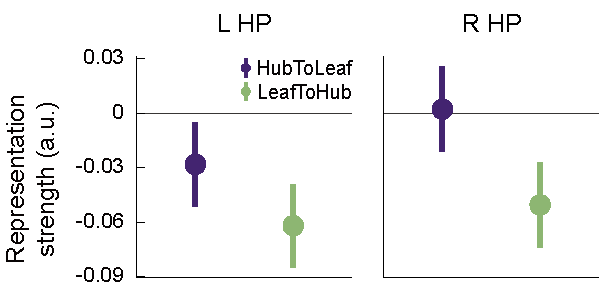 L HP
R HP
Representation
strength (a.u.)
0.03
0
-0.03
-0.06
-0.09
HubToLeaf
LeafToHub